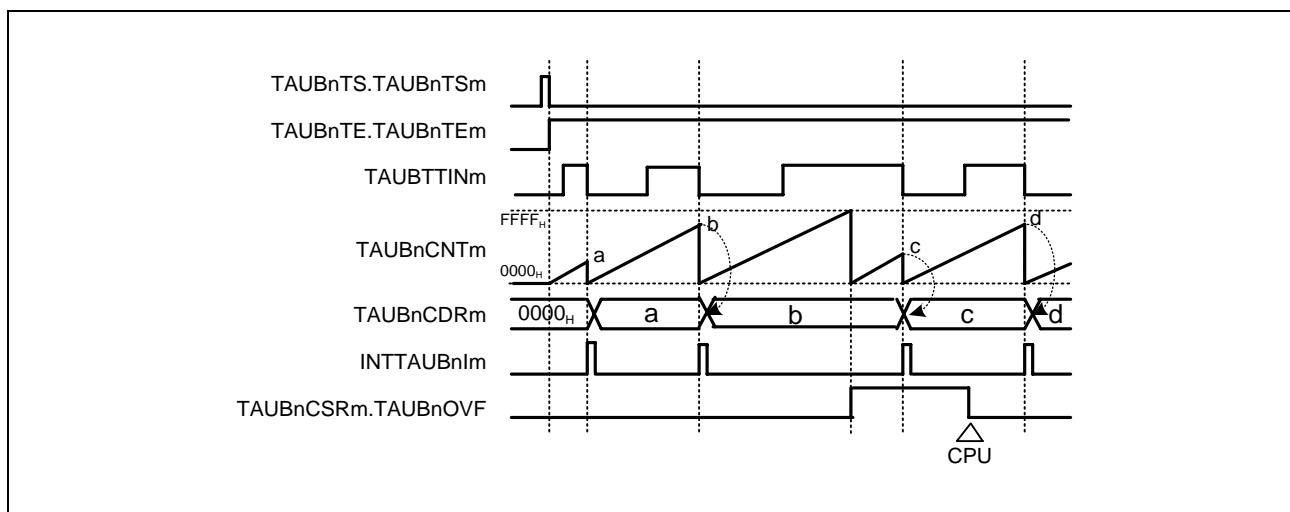 TAUBnTS.TAUBnTSm
TAUBnTE.TAUBnTEm
TAUBTTINm
FFFFH
TAUBnCNTm
0000H
a
b
c
d
TAUBnCDRm
0000H
a
b
c
d
INTTAUBnIm
TAUBnCSRm.TAUBnOVF
CPU